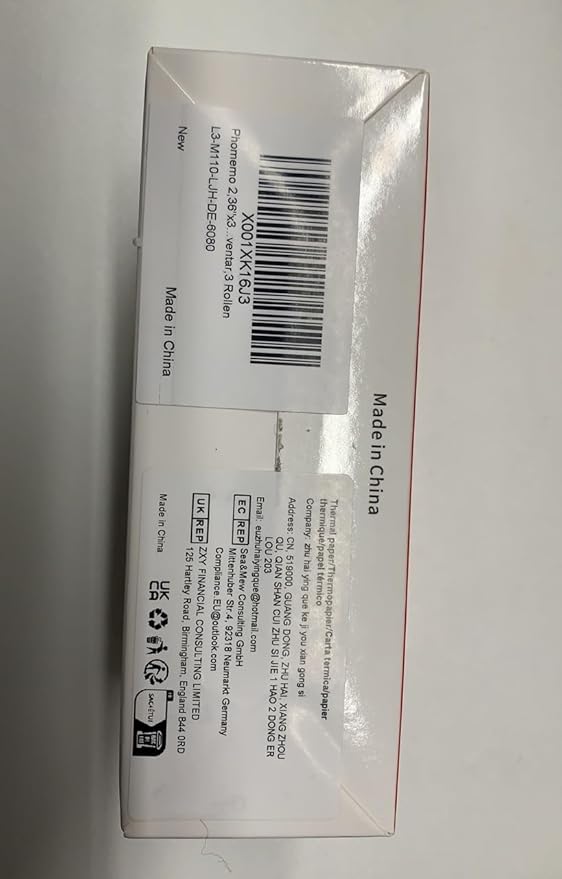 Made in China
X001XK16J3
Phomemo 2,36"x3...ventar,3 Rollen
L3-M110-LJH-DE-6080
New
Made in China
Thermal paper/Thermopapier/Carta termica/papier
thermique/papel térmico
Company: zhu hai ying que ke ji you xian gong si
Address: CN, 519000, GUANG DONG, ZHU HAI, XIANG ZHOU
QU, QIAN SHAN CUI ZHU SI JIE 1 HAO 2 DONG ER
LOU 203
Email: euzhuhaiyingque@hotmail.com
EC REP Sea&Mew Consulting GmbH
Mittenhuber Str.4, 92318 Neumarkt Germany
Compliance.EU@outlook.com
UK REP ZXY FINANCIAL CONSULTING LIMITED
125 Hartley Road, Birmingham, England B44 0RD
Made in China
UK
CA
FR
SAC/ÉTUI